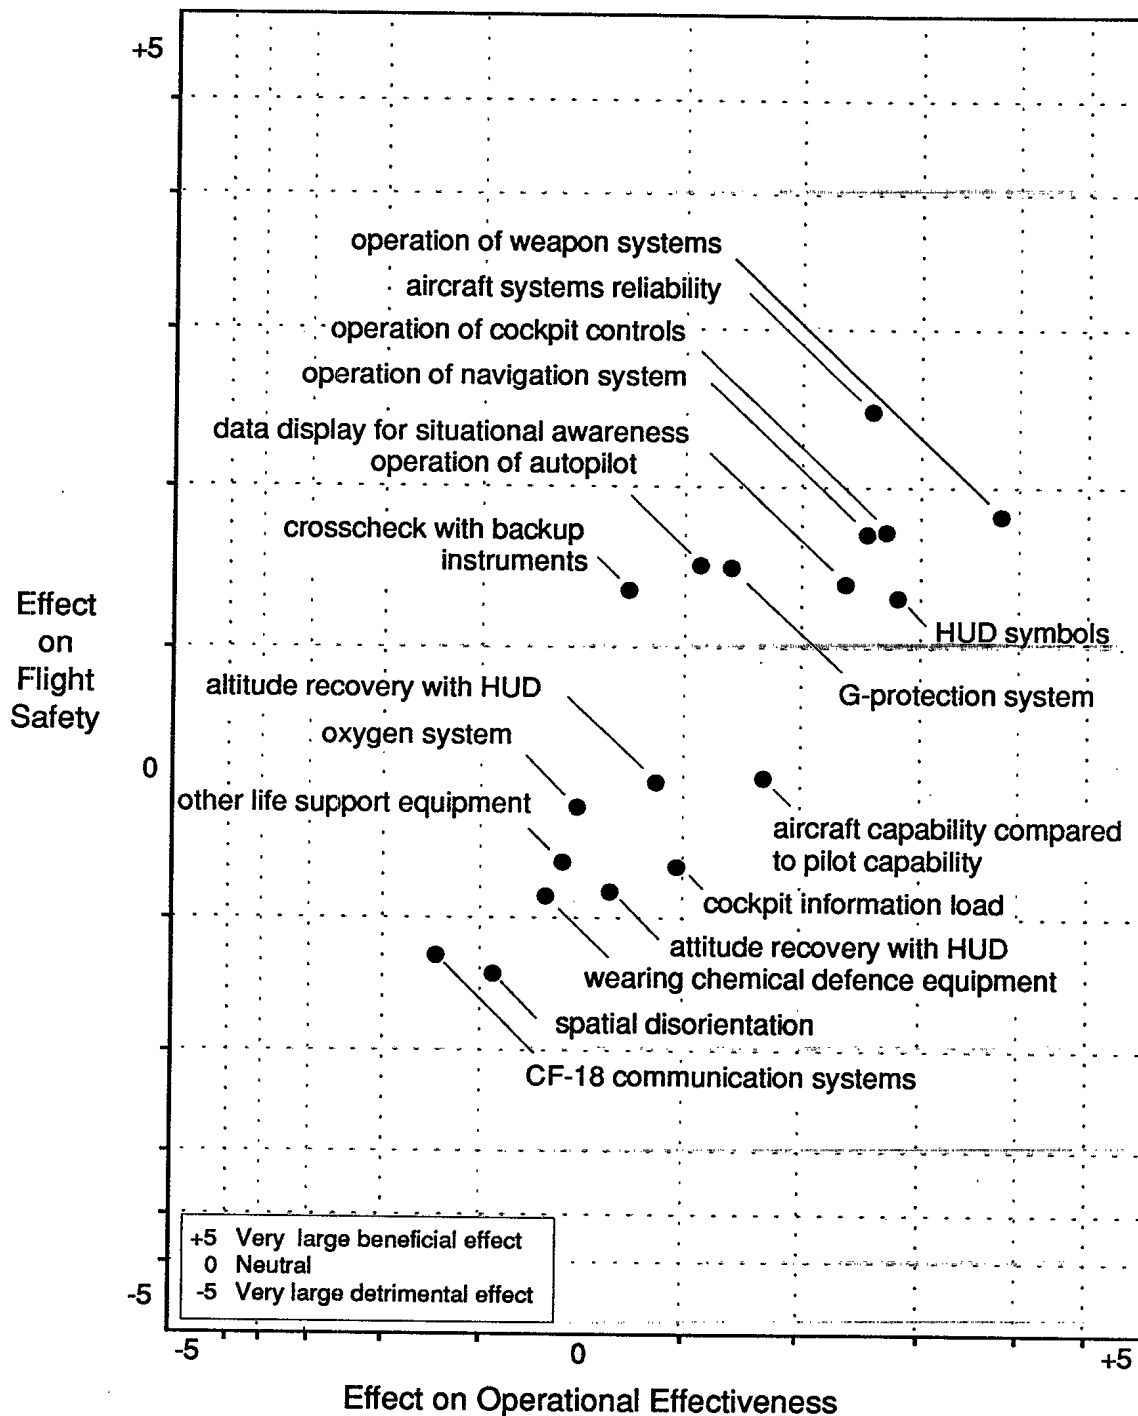 +5
operation of weapon systems
aircraft systems reliability
operation of cockpit controls
operation of navigation system
data display for situational awareness
operation of autopilot
crosscheck with backup
instruments
Effect
on
Flight
Safety
HUD symbols
G-protection system
altitude recovery with HUD
oxygen system
0
other life support equipment
aircraft capability compared
to pilot capability
cockpit information load
attitude recovery with HUD
wearing chemical defence equipment
spatial disorientation
CF-18 communication systems
+5 Very large beneficial effect
0 Neutral
-5 Very large detrimental effect
-5
-5
0
+5
Effect on Operational Effectiveness